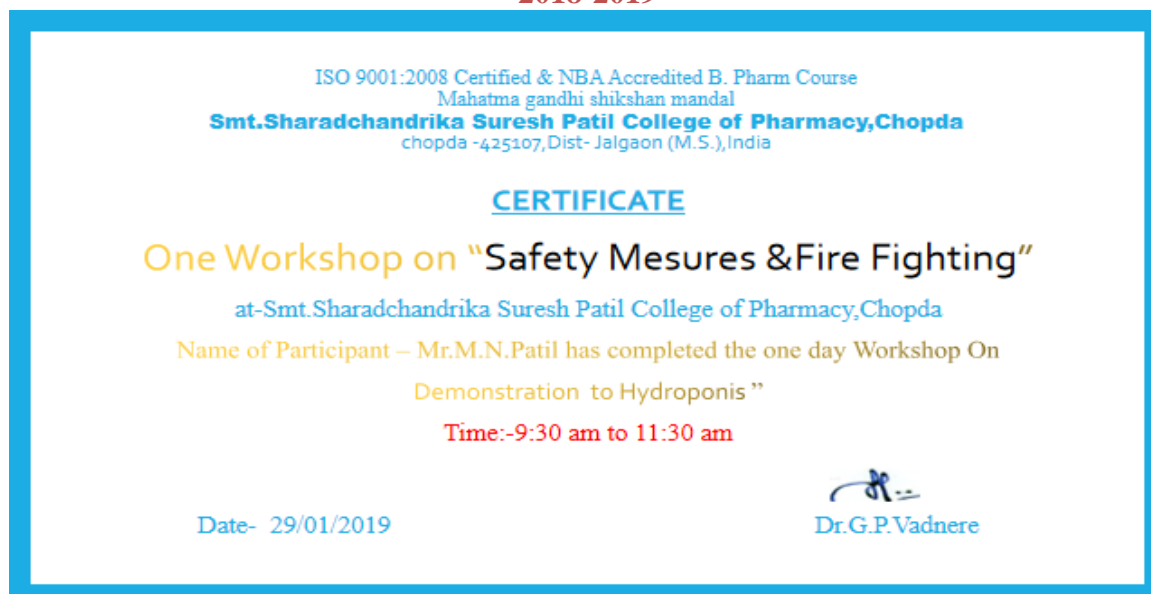 2018-2019
ISO 9001:2008 Certified & NBA Accredited B. Pharm Course
Mahatma gandhi shikshan mandal
Smt.Sharadchandrika Suresh Patil College of Pharmacy,Chopda
chopda -425107,Dist- Jalgaon (M.S.),India
CERTIFICATE
One Workshop on “Safety Mesures &Fire Fighting”
at-Smt.Sharadchandrika Suresh Patil College of Pharmacy,Chopda
Name of Participant – Mr.M.N.Patil has completed the one day Workshop On
Demonstration to Hydroponis”
Time:-9:30 am to 11:30 am
Date- 29/01/2019
Dr.G.P.Vadnere